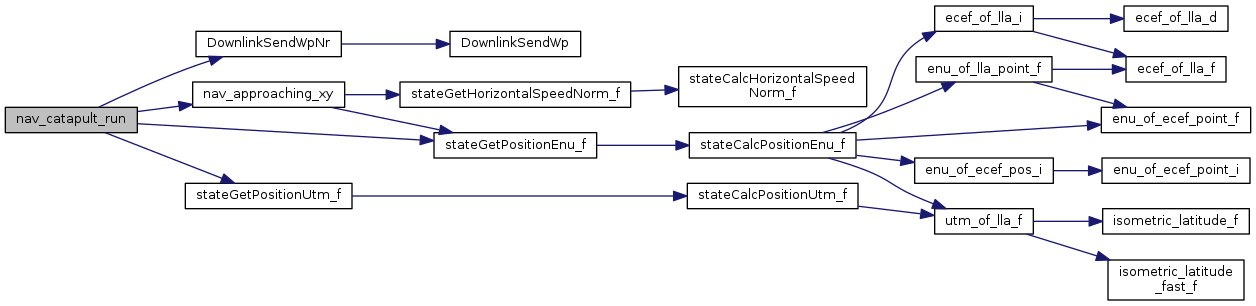 nav_catapult_run
DownlinkSendWpNr
DownlinkSendWp
nav_approaching_xy
stateGetHorizontalSpeedNorm_f
stateCalcHorizontalSpeed
Norm_f
stateGetPositionEnu_f
stateCalcPositionEnu_f
stateGetPositionUtm_f
stateCalcPositionUtm_f
ecef_of_lla_i
ecef_of_lla_d
enu_of_lla_point_f
ecef_of_lla_f
enu_of_ecef_point_f
enu_of_ecef_pos_i
enu_of_ecef_point_i
utm_of_lla_f
isometric_latitude_f
isometric_latitude
_fast_f